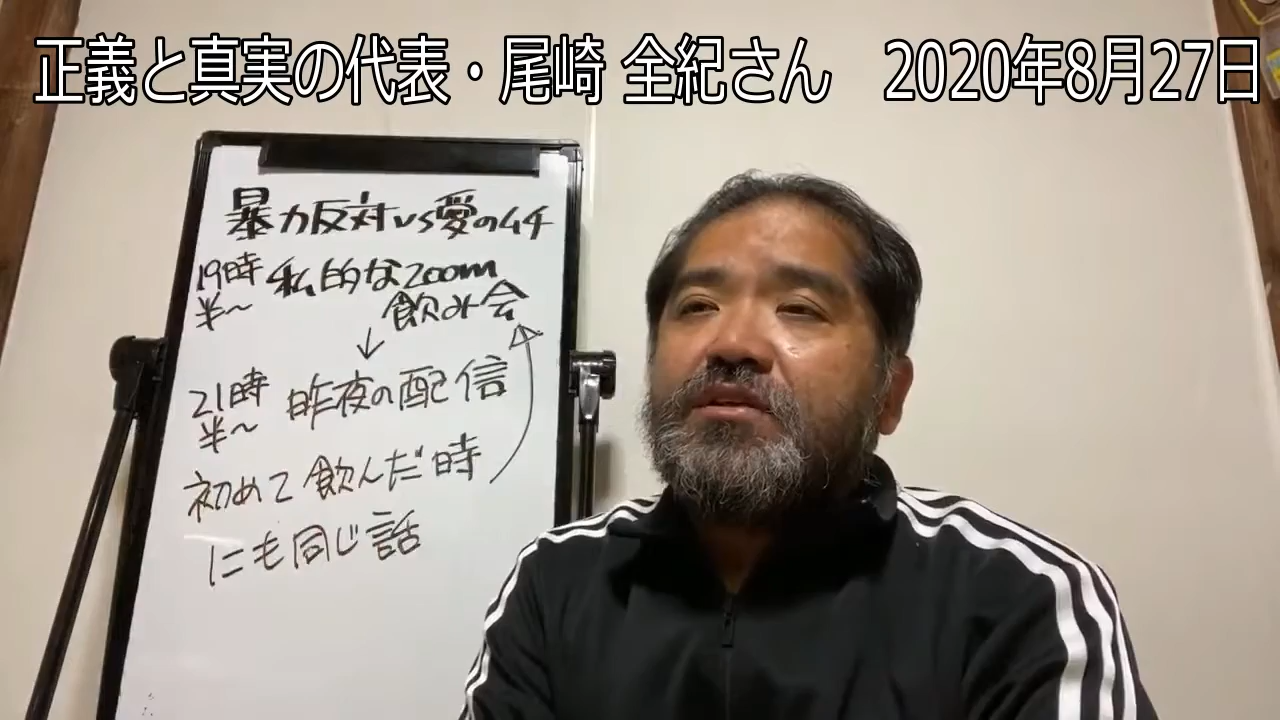 正義と真実の代表・尾崎 全紀さん　2020年8月27日
暴力反対vs愛のムチ
19時半〜 私的なzoom飲み会
↓
21時半〜 昨夜の配信
初めて飲んだ時
にも同じ話